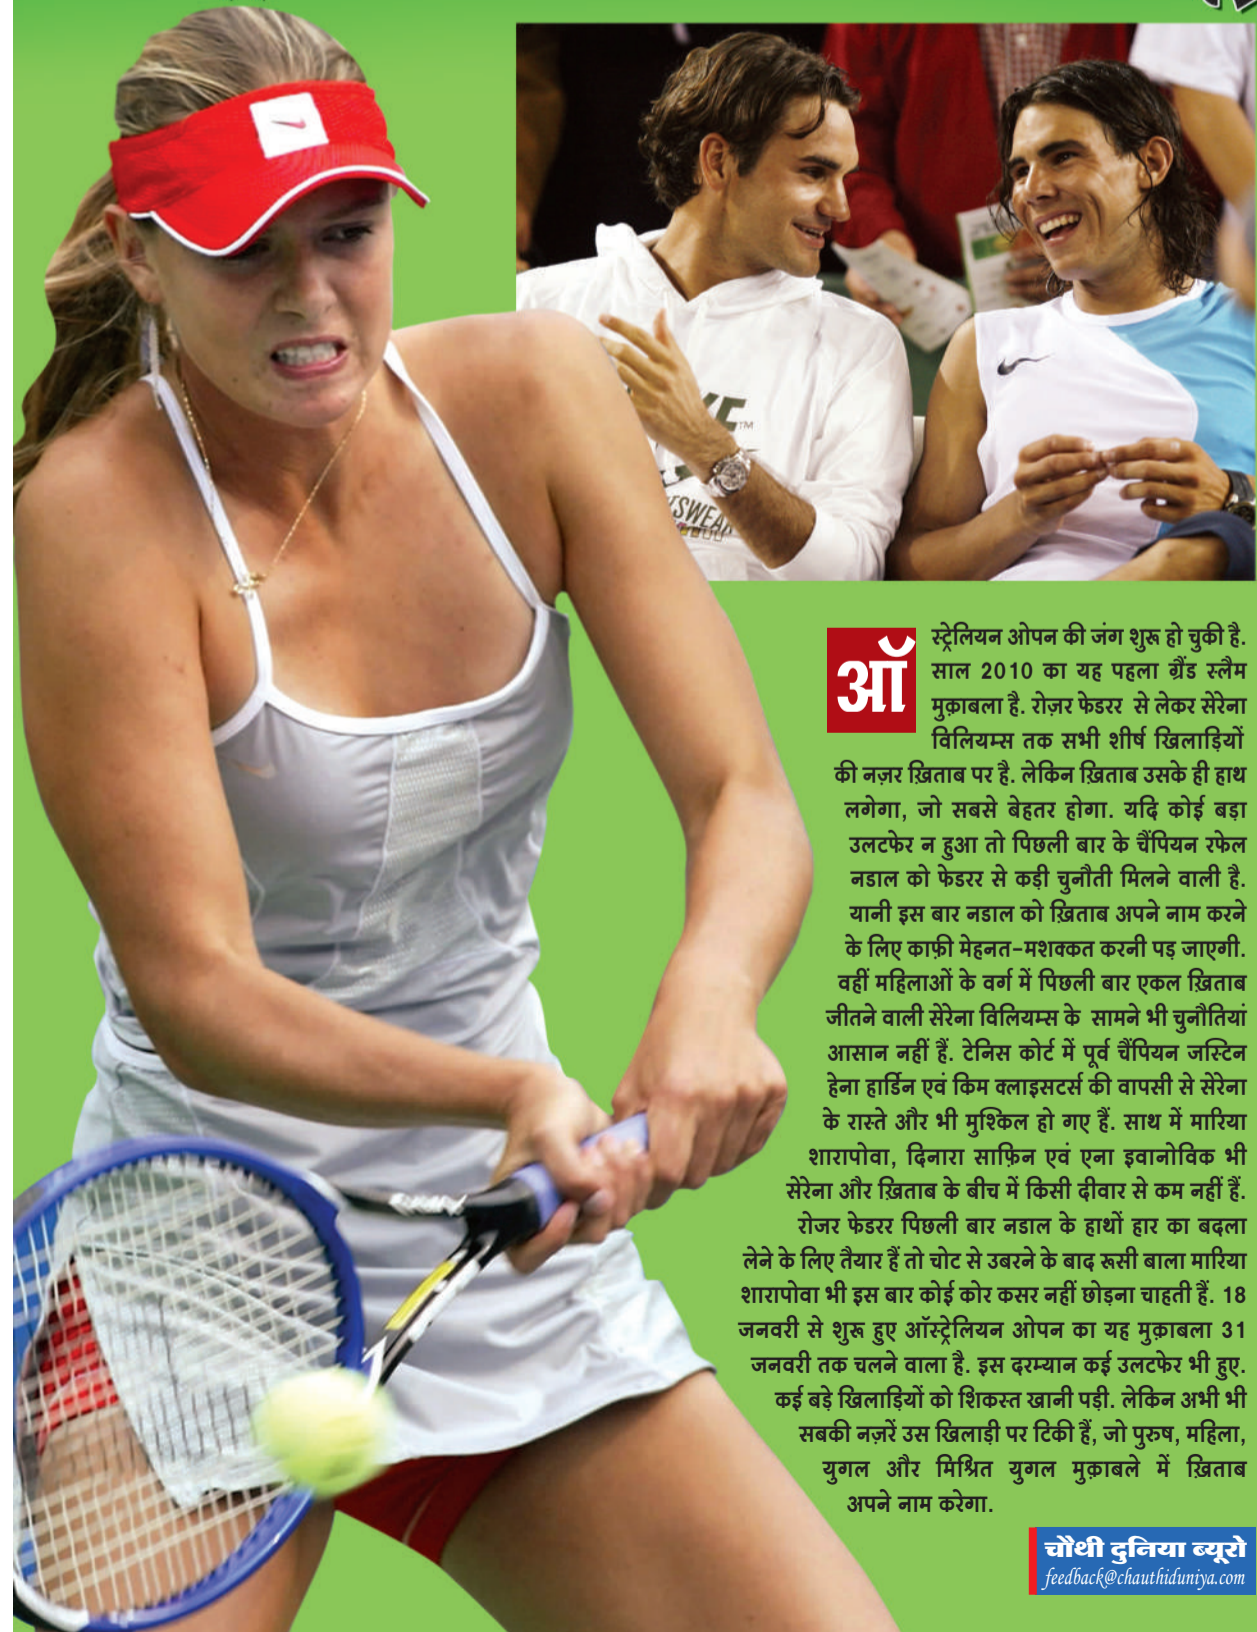 ऑ
स्ट्रेलियन ओपन की जंग शुरू हो चुकी है.
साल 2010 का यह पहला ग्रैंड स्लैम
मुक़ाबला है. रोज़र फेडरर से लेकर सेरेना
विलियम्स तक सभी शीर्ष खिलाड़ियों
की नज़र ख़िताब पर है. लेकिन ख़िताब उसके ही हाथ
लगेगा, जो सबसे बेहतर होगा. यदि कोई बड़ा
उलटफेर न हुआ तो पिछली बार के चैंपियन रफेल
नडाल को फेडरर से कड़ी चुनौती मिलने वाली है.
यानी इस बार नडाल को ख़िताब अपने नाम करने
के लिए काफ़ी मेहनत-मशक्कत करनी पड़ जाएगी.
वहीं महिलाओं के वर्ग में पिछली बार एकल ख़िताब
जीतने वाली सेरेना विलियम्स के सामने भी चुनौतियां
आसान नहीं हैं. टेनिस कोर्ट में पूर्व चैंपियन जस्टिन
हेना हार्डिन एवं किम क्लाइसटर्स की वापसी से सेरेना
के रास्ते और भी मुश्किल हो गए हैं. साथ में मारिया
शारापोवा, दिनारा साफ़िन एवं एना इवानोविक भी
सेरेना और ख़िताब के बीच में किसी दीवार से कम नहीं हैं.
रोजर फेडरर पिछली बार नडाल के हाथों हार का बदला
लेने के लिए तैयार हैं तो चोट से उबरने के बाद रूसी बाला मारिया
शारापोवा भी इस बार कोई कोर कसर नहीं छोड़ना चाहती हैं. 18
जनवरी से शुरू हुए ऑस्ट्रेलियन ओपन का यह मुक़ाबला 31
जनवरी तक चलने वाला है. इस दरम्यान कई उलटफेर भी हुए.
कई बड़े खिलाड़ियों को शिकस्त खानी पड़ी. लेकिन अभी भी
सबकी नज़रें उस खिलाड़ी पर टिकी हैं, जो पुरुष, महिला,
युगल और मिश्रित युगल मुक़ाबले में ख़िताब
अपने नाम करेगा.
चौथी दुनिया ब्यूरो
feedback@chauthiduniya.com